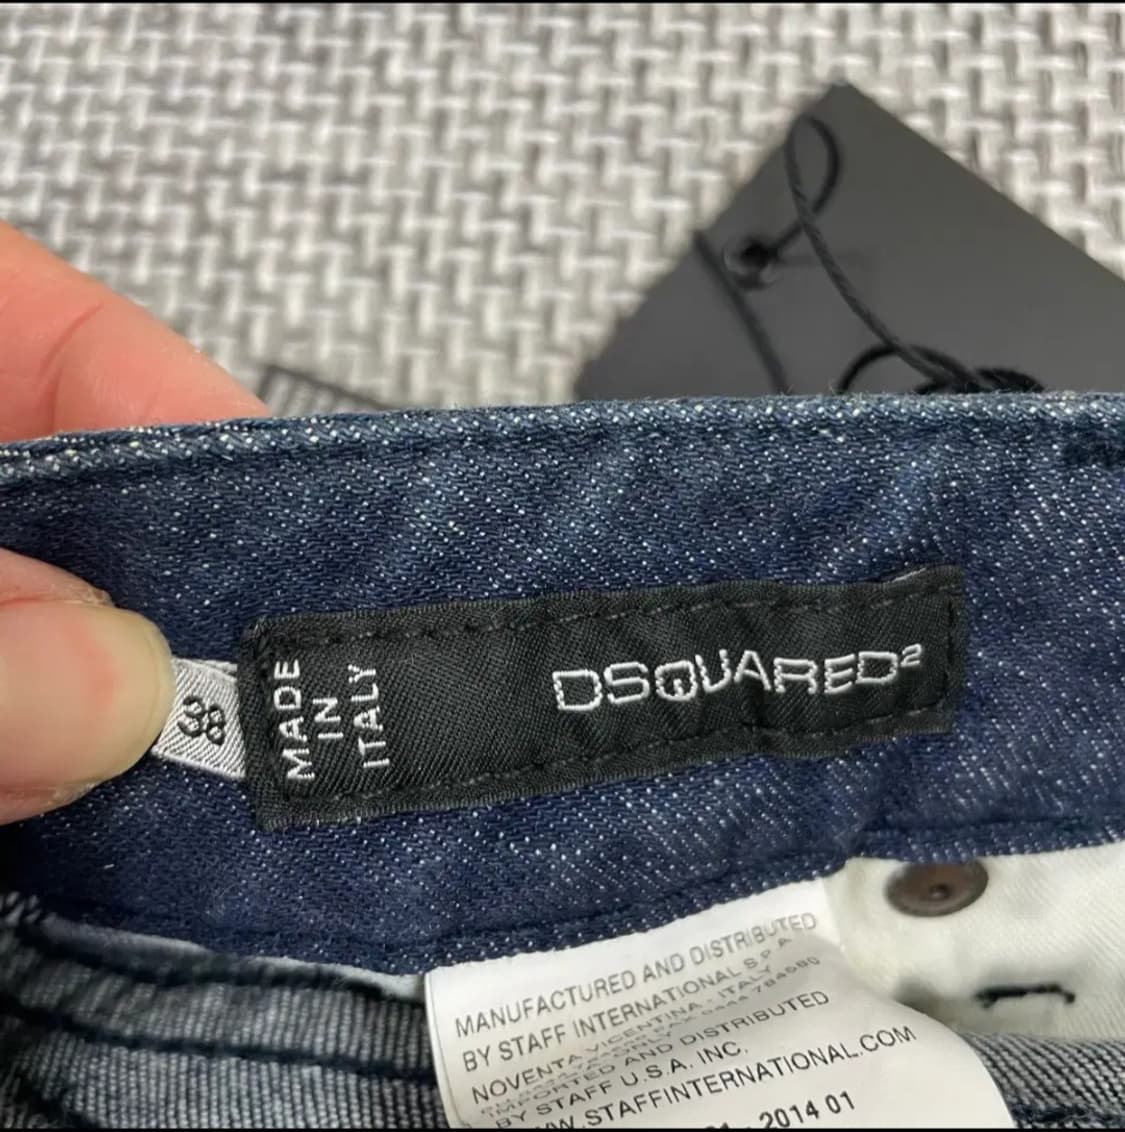 38
MADE
IN
ITALY
DSQUARED²
MANUFACTURED AND DISTRIBUTED
BY STAFF INTERNATIONAL S.P.A
NOVENTA VICENTINA - ITALY
IMPORTED AND DISTRIBUTED
BY STAFF U.S.A. INC.
WW.STAFFINTERNATIONAL.COM
- 2014 01